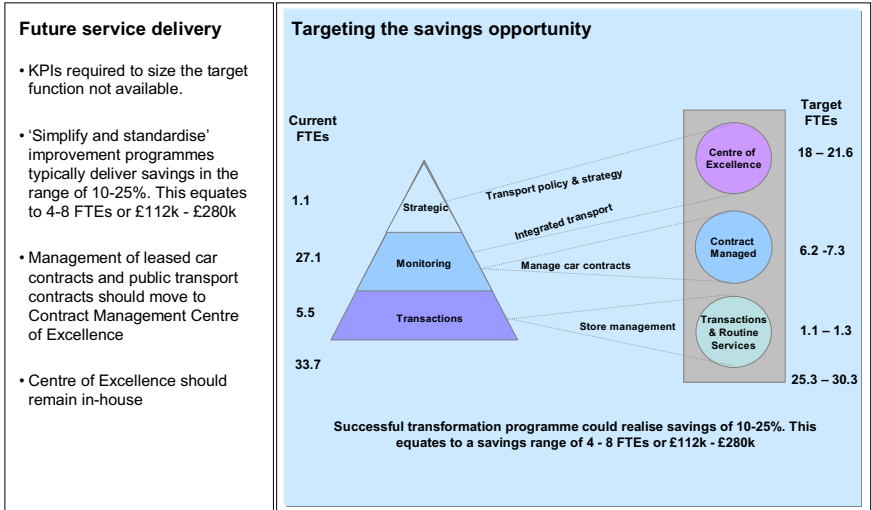 Future service delivery
• KPIs required to size the target
function not available.
• ‘Simplify and standardise’
improvement programmes
typically deliver savings in the
range of 10-25%. This equates
to 4-8 FTEs or £112k - £280k
• Management of leased car
contracts and public transport
contracts should move to
Contract Management Centre
of Excellence
• Centre of Excellence should
remain in-house
Targeting the savings opportunity
Current
FTEs
1.1
27.1
5.5
33.7
Strategic
Monitoring
Transactions
Transport policy & strategy
Integrated transport
Manage car contracts
Store management
Centre of
Excellence
Contract
Managed
Transactions
& Routine
Services
Target
FTEs
18 – 21.6
6.2 -7.3
1.1 – 1.3
25.3 – 30.3
Successful transformation programme could realise savings of 10-25%. This
equates to a savings range of 4 - 8 FTEs or £112k - £280k